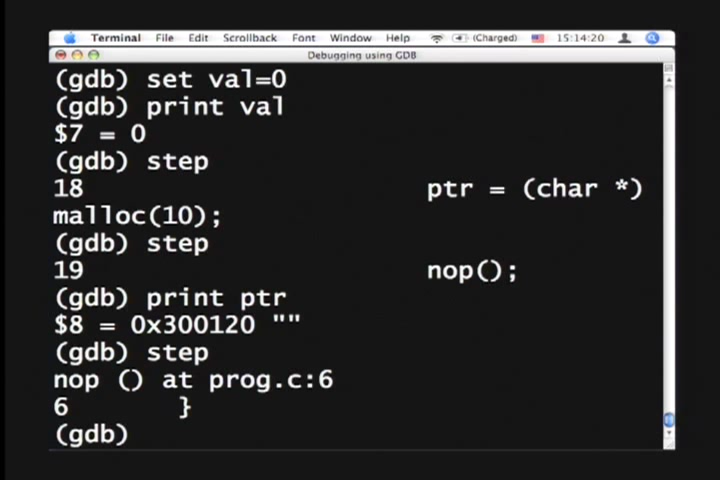 Terminal File Edit Scrollback Font Window Help (Charged) 15:14:20
Debugging using GDB
(gdb) set val=0
(gdb) print val
$7 = 0
(gdb) step
18 ptr = (char *)
malloc(10);
(gdb) step
19 nop();
(gdb) print ptr
$8 = 0x300120 ""
(gdb) step
nop () at prog.c:6
6 }
(gdb)